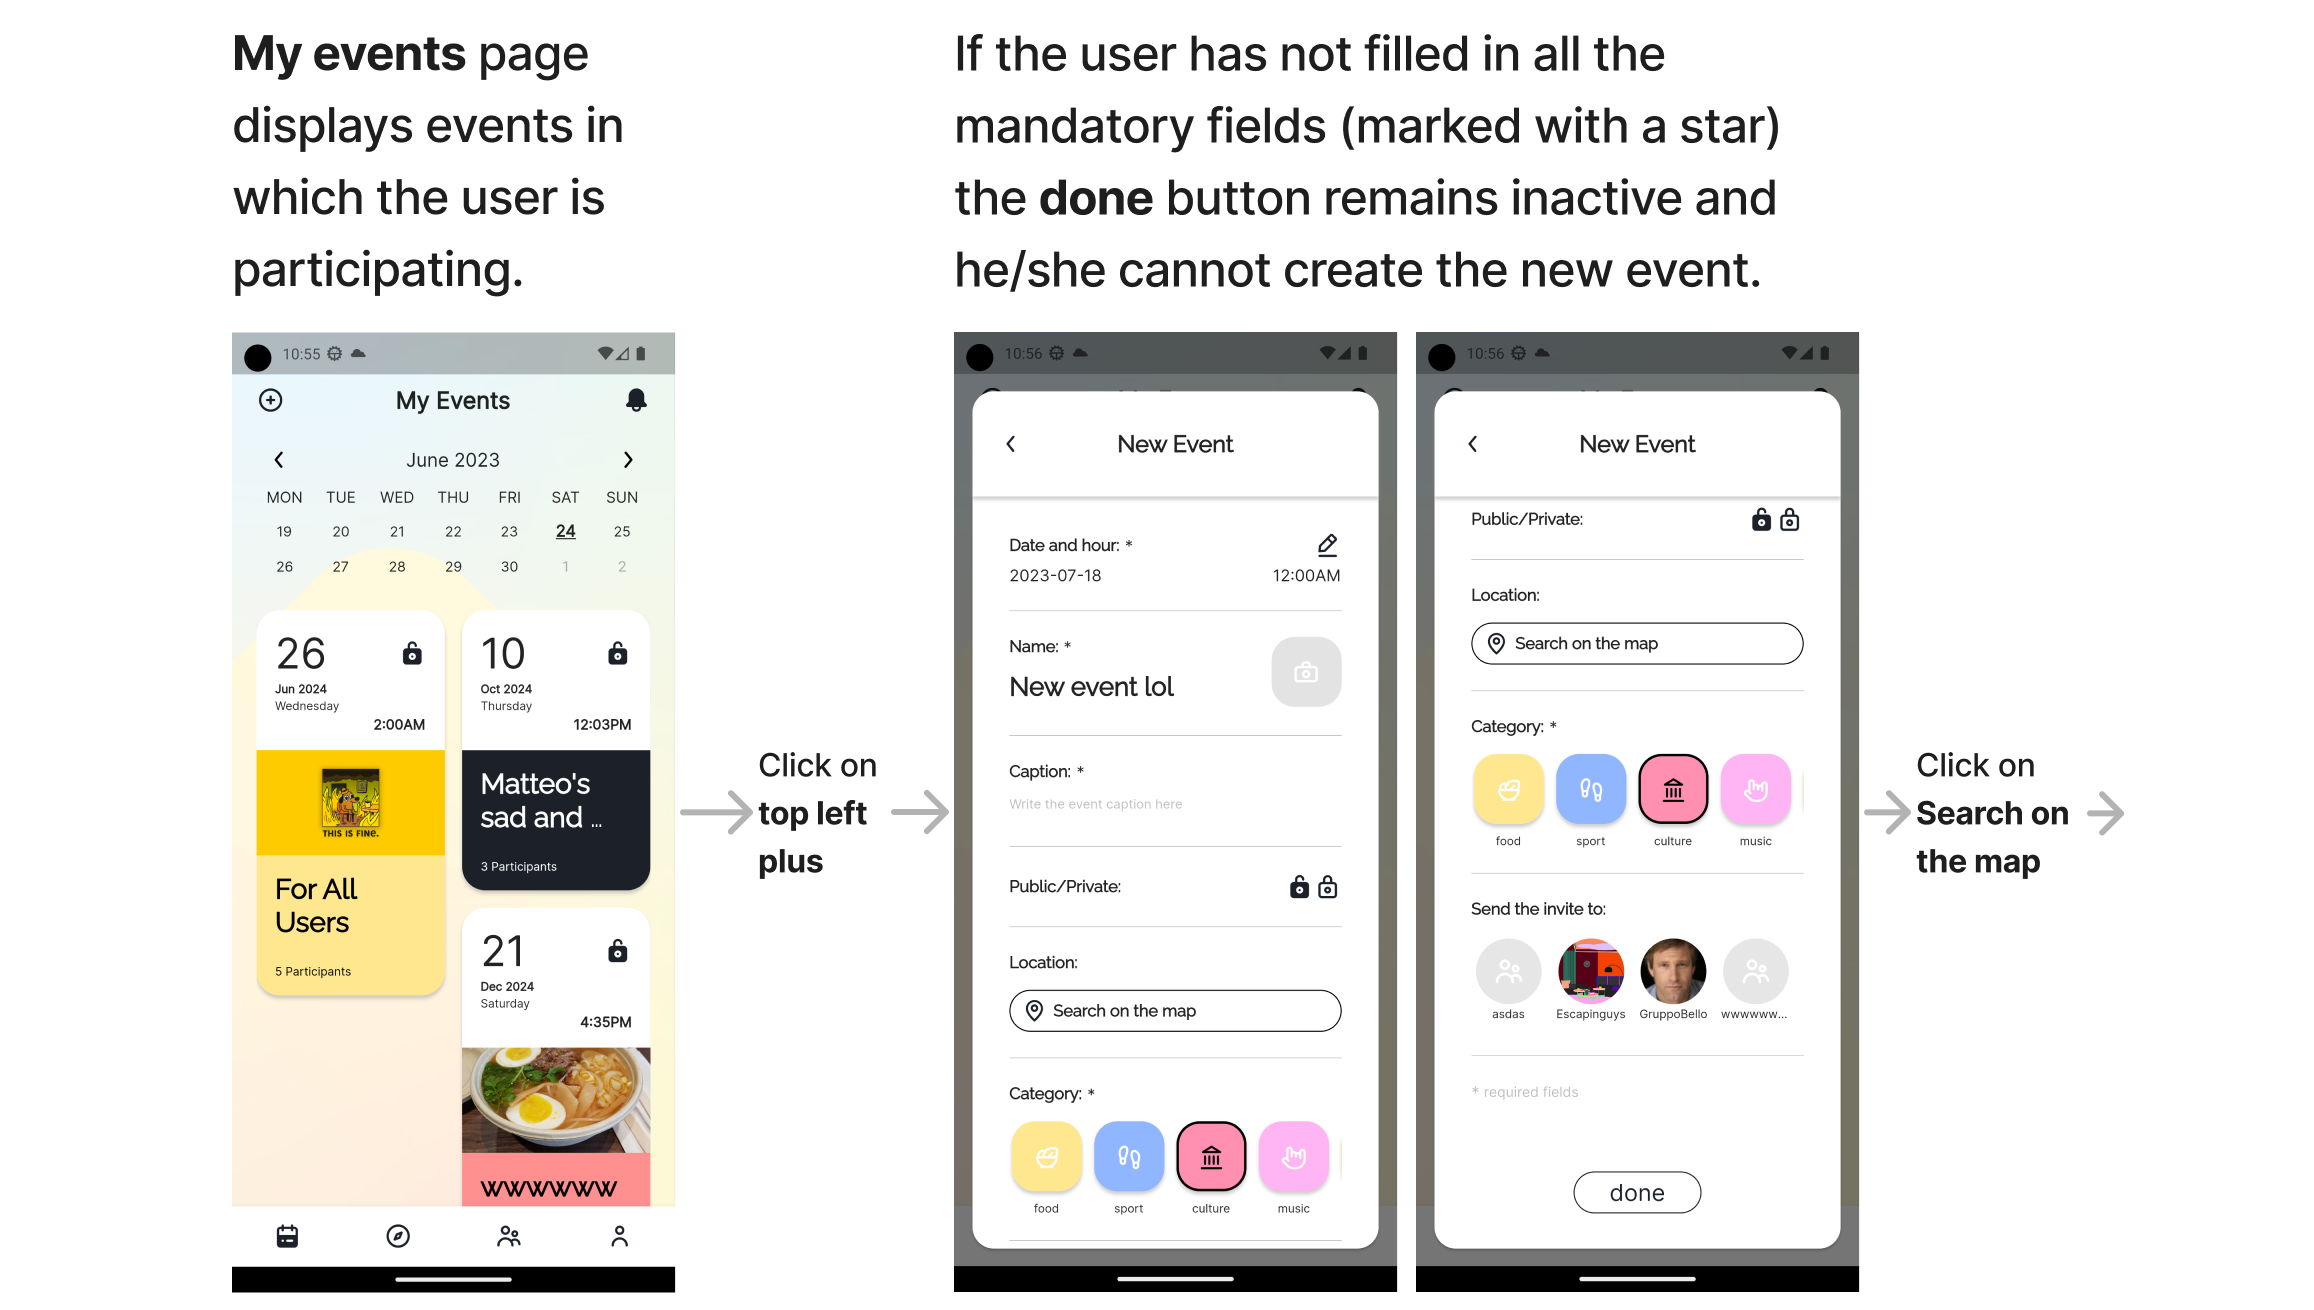 My events page
displays events in
which the user is
participating.
If the user has not filled in all the
mandatory fields (marked with a star)
the done button remains inactive and
he/she cannot create the new event.
10:55
My Events
June 2023
MON TUE WED THU FRI SAT SUN
19 20 21 22 23 24 25
26 27 28 29 30 1 2
26
Jun 2024
Wednesday
2:00AM
THIS IS FINE.
For All
Users
5 Participants
10
Oct 2024
Thursday
12:03PM
Matteo's
sad and ...
3 Participants
21
Dec 2024
Saturday
4:35PM
wwwwwww
Click on
top left
plus
10:56
New Event
Date and hour: *
2023-07-18 12:00AM
Name: *
New event lol
Caption: *
Write the event caption here
Public/Private:
Location:
Search on the map
Category: *
food sport culture music
10:56
New Event
Public/Private:
Location:
Search on the map
Category: *
food sport culture music
Send the invite to:
asdas Escapinguys GruppoBello wwwwww...
* required fields
done
Click on
Search on
the map